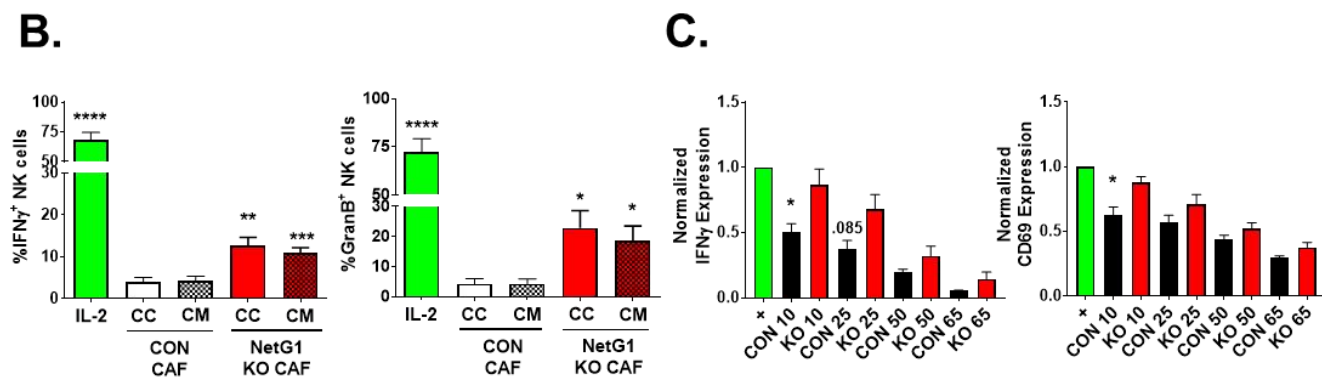 B.
C.
%IFNγ⁺ NK cells
100
75
50
30
20
10
0
****
**
***
IL-2
CC
CM
CC
CM
CON
CAF
NetG1
KO CAF
%GranB⁺ NK cells
100
75
50
30
20
10
0
****
*
*
IL-2
CC
CM
CC
CM
CON
CAF
NetG1
KO CAF
Normalized
IFNγ Expression
1.5
1.0
0.5
0.0
*
.085
+
CON 10
KO 10
CON 25
KO 25
CON 50
KO 50
CON 65
KO 65
Normalized
CD69 Expression
1.5
1.0
0.5
0.0
*
+
CON 10
KO 10
CON 25
KO 25
CON 50
KO 50
CON 65
KO 65